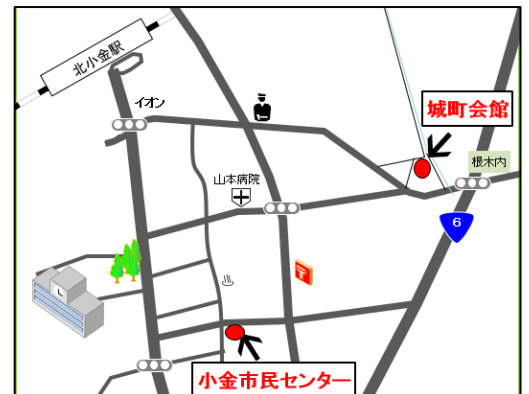 北小金駅
イオン
城町会館
根木内
山本病院
6
〒
小金市民センター